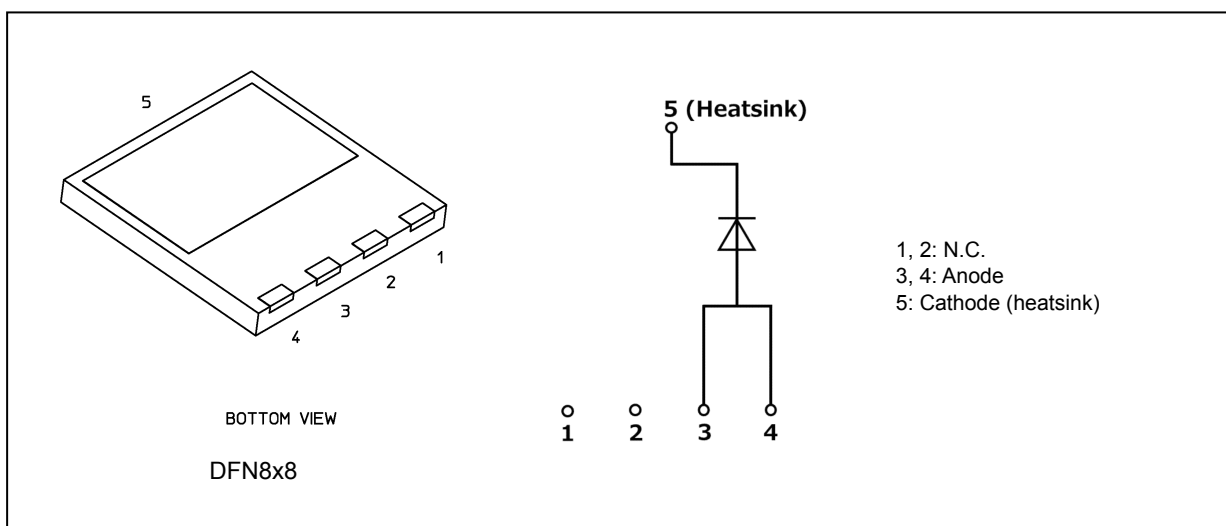 5
1
2
3
4
BOTTOM VIEW
DFN8x8
5 (Heatsink)
1
2
3
4
1, 2: N.C.
3, 4: Anode
5: Cathode (heatsink)